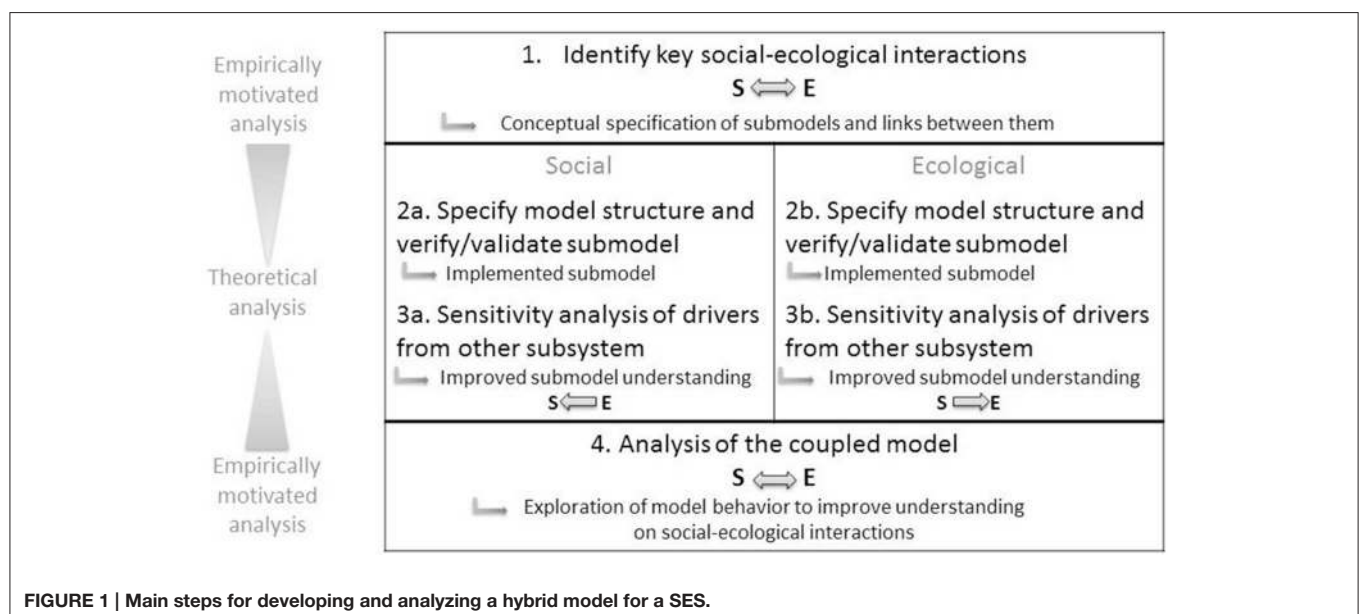 Empirically
motivated
analysis
Theoretical
analysis
Empirically
motivated
analysis
1. Identify key social-ecological interactions
S E
Conceptual specification of submodels and links between them
Social
2a. Specify model structure and
verify/validate submodel
Implemented submodel
3a. Sensitivity analysis of drivers
from other subsystem
Improved submodel understanding
S E
Ecological
2b. Specify model structure and
verify/validate submodel
Implemented submodel
3b. Sensitivity analysis of drivers
from other subsystem
Improved submodel understanding
S E
4. Analysis of the coupled model
S E
Exploration of model behavior to improve understanding
on social-ecological interactions
FIGURE 1 | Main steps for developing and analyzing a hybrid model for a SES.